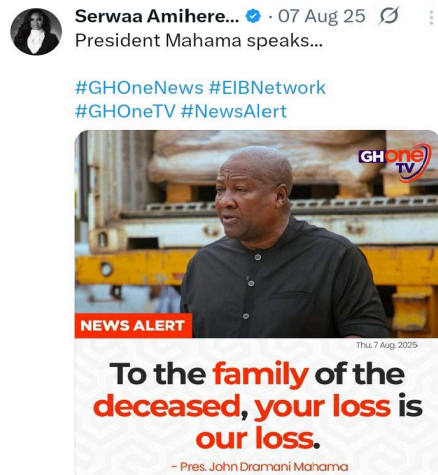 Serwaa Amihere... · 07 Aug 25
President Mahama speaks...
#GHOneNews #EIBNetwork
#GHOneTV #NewsAlert
GHone
TV
NEWS ALERT
Thu. 7 Aug. 2025
To the family of the
deceased, your loss is
our loss.
- Pres. John Dramani Mahama